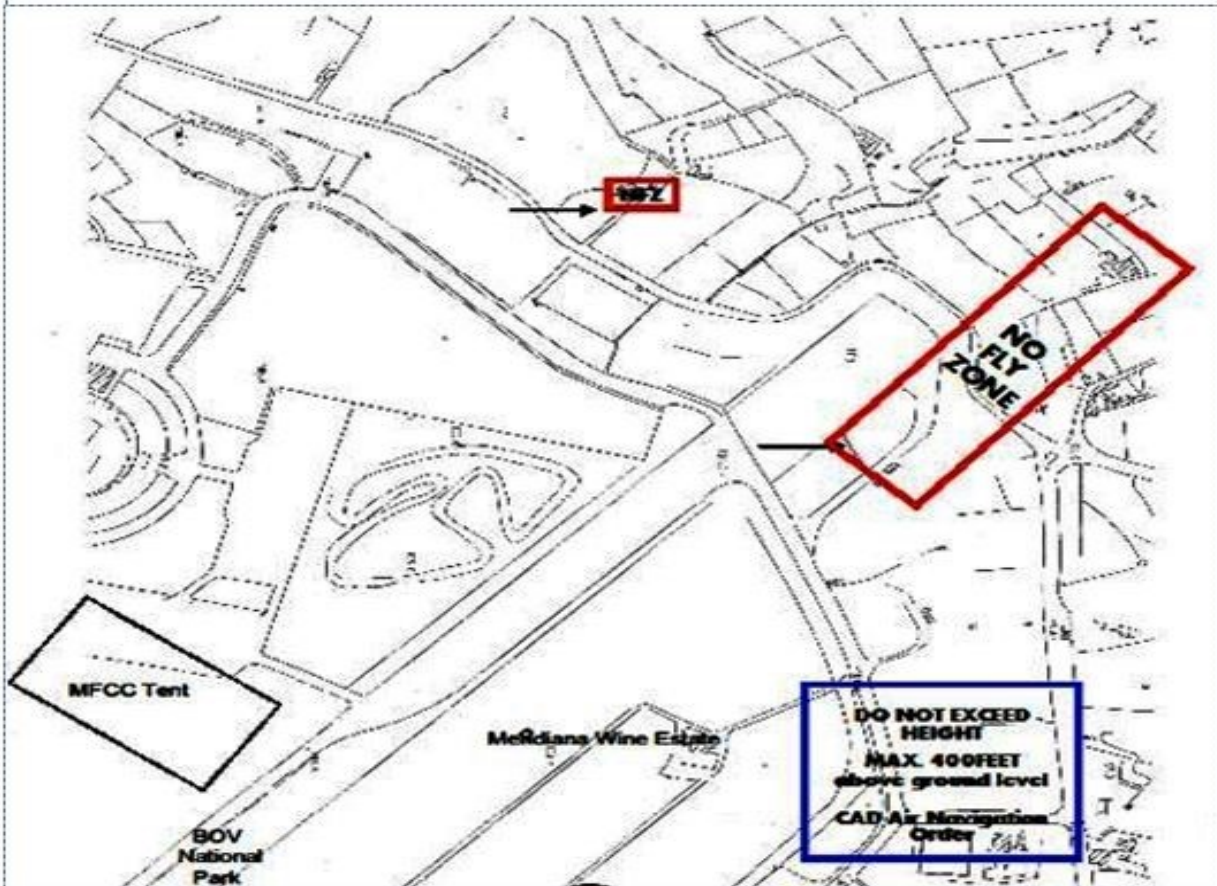 NFZ
NO
FLY
ZONE
MFCC Tent
Meridiana Wine Estate
DO NOT EXCEED
HEIGHT
MAX. 400FEET
above ground level
CAD Air Navigation
Order
BOV
National
Park